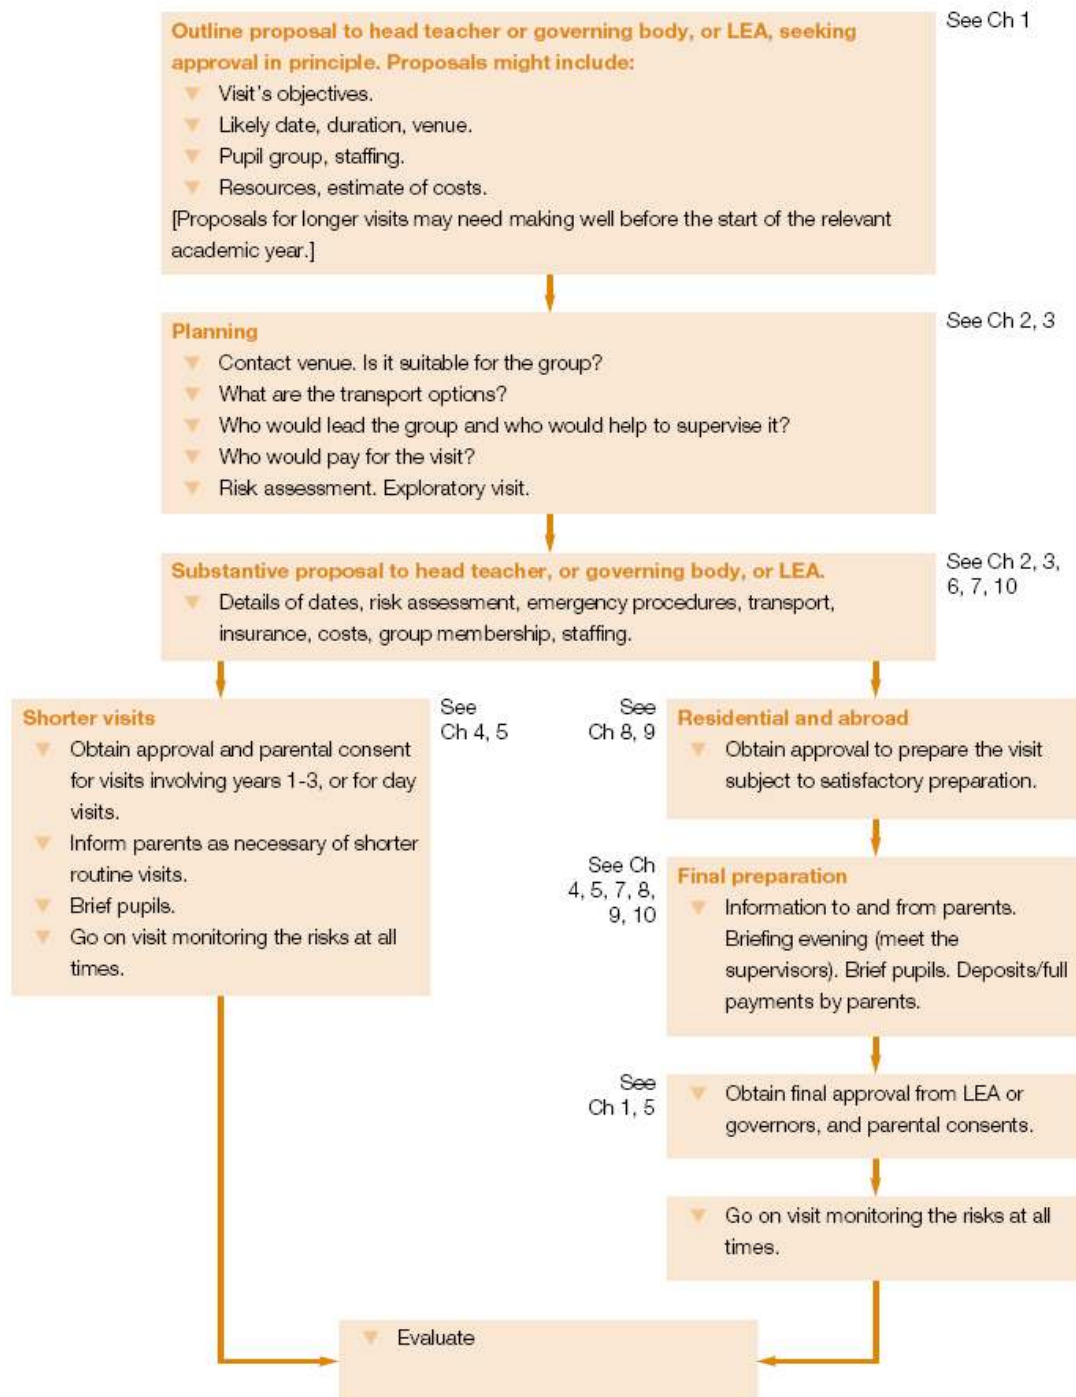 See Ch 1
Outline proposal to head teacher or governing body, or LEA, seeking
approval in principle. Proposals might include:
Visit's objectives.
Likely date, duration, venue.
Pupil group, staffing.
Resources, estimate of costs.
[Proposals for longer visits may need making well before the start of the relevant
academic year.]
See Ch 2, 3
Planning
Contact venue. Is it suitable for the group?
What are the transport options?
Who would lead the group and who would help to supervise it?
Who would pay for the visit?
Risk assessment. Exploratory visit.
See Ch 2, 3,
6, 7, 10
Substantive proposal to head teacher, or governing body, or LEA.
Details of dates, risk assessment, emergency procedures, transport,
insurance, costs, group membership, staffing.
See
Ch 4, 5
Shorter visits
Obtain approval and parental consent
for visits involving years 1-3, or for day
visits.
Inform parents as necessary of shorter
routine visits.
Brief pupils.
Go on visit monitoring the risks at all
times.
See
Ch 8, 9
Residential and abroad
Obtain approval to prepare the visit
subject to satisfactory preparation.
See Ch
4, 5, 7, 8,
9, 10
Final preparation
Information to and from parents.
Briefing evening (meet the
supervisors). Brief pupils. Deposits/full
payments by parents.
See
Ch 1, 5
Obtain final approval from LEA or
governors, and parental consents.
Go on visit monitoring the risks at all
times.
Evaluate